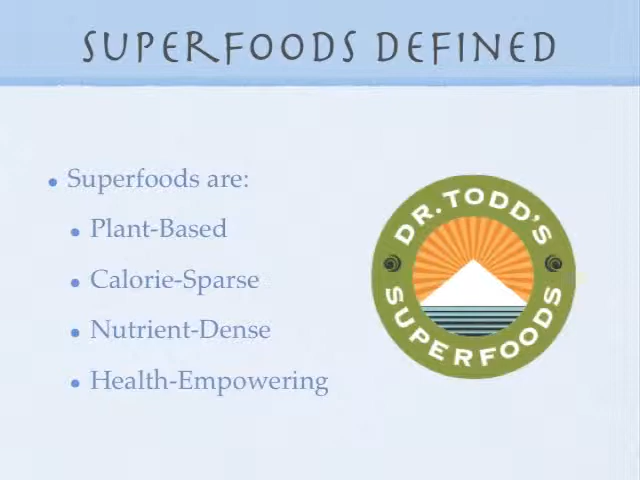 SUPERFOODS DEFINED
• Superfoods are:
• Plant-Based
• Calorie-Sparse
• Nutrient-Dense
• Health-Empowering
DR. TODD'S
SUPERFOODS